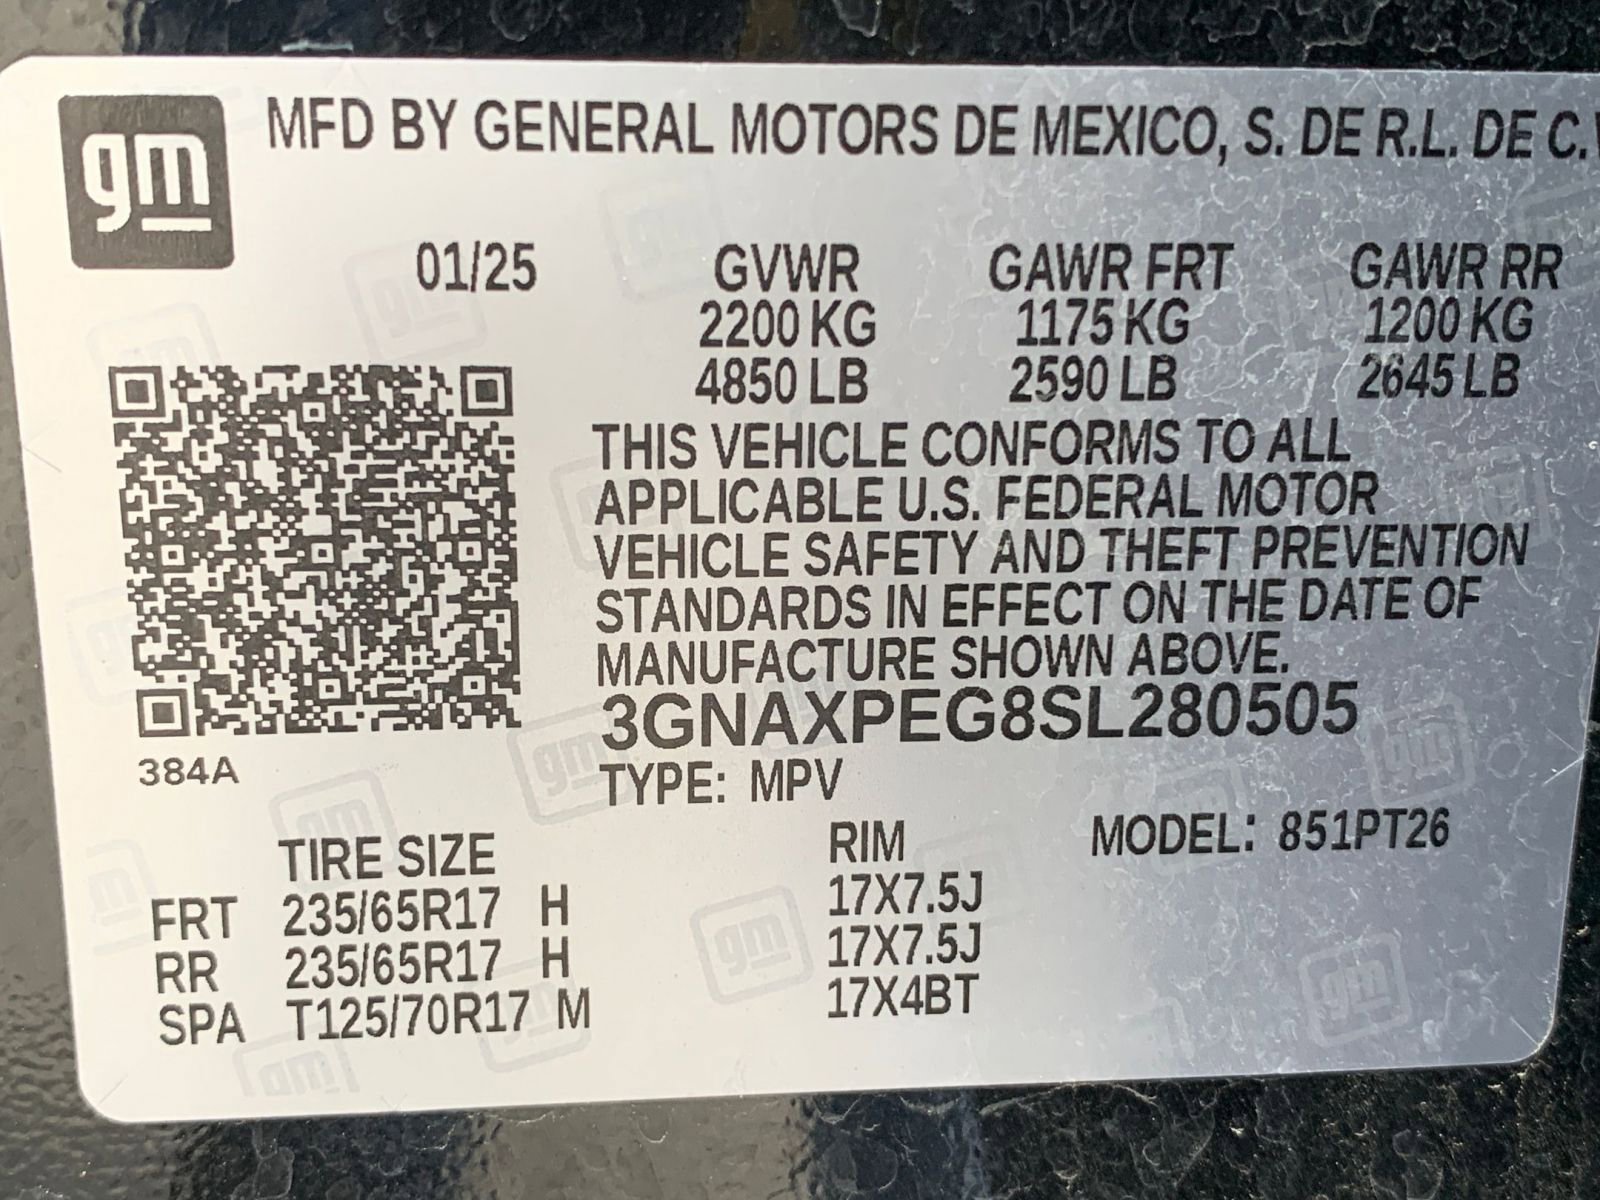 gm
MFD BY GENERAL MOTORS DE MEXICO, S. DE R.L. DE C.
01/25 GVWR GAWR FRT GAWR RR
2200 KG 1175 KG 1200 KG
4850 LB 2590 LB 2645 LB
THIS VEHICLE CONFORMS TO ALL
APPLICABLE U.S. FEDERAL MOTOR
VEHICLE SAFETY AND THEFT PREVENTION
STANDARDS IN EFFECT ON THE DATE OF
MANUFACTURE SHOWN ABOVE.
3GNAXPEG8SL280505
384A
TYPE: MPV
TIRE SIZE RIM MODEL: 851PT26
FRT 235/65R17 H 17X7.5J
RR 235/65R17 H 17X7.5J
SPA T125/70R17 M 17X4BT